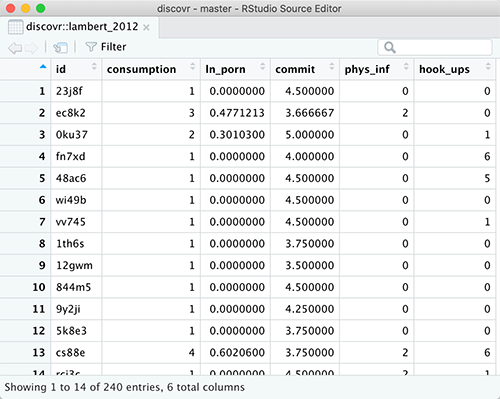 discovr - master - RStudio Source Editor
discovr::lambert_2012
Filter
id consumption ln_porn commit phys_inf hook_ups
1 23j8f 1 0.0000000 4.500000 0 0
2 ec8k2 3 0.4771213 3.666667 2 0
3 0ku37 2 0.3010300 5.000000 0 1
4 fn7xd 1 0.0000000 4.000000 0 6
5 48ac6 1 0.0000000 4.500000 0 5
6 wi49b 1 0.0000000 4.500000 0 0
7 vv745 1 0.0000000 4.500000 0 1
8 1th6s 1 0.0000000 3.750000 0 0
9 12gwm 1 0.0000000 3.500000 0 0
10 844m5 1 0.0000000 4.500000 0 0
11 9y2ji 1 0.0000000 4.250000 0 0
12 5k8e3 1 0.0000000 3.750000 0 0
13 cs88e 4 0.6020600 3.750000 2 6
14 1 0.0000000 4.500000 2 1
Showing 1 to 14 of 240 entries, 6 total columns